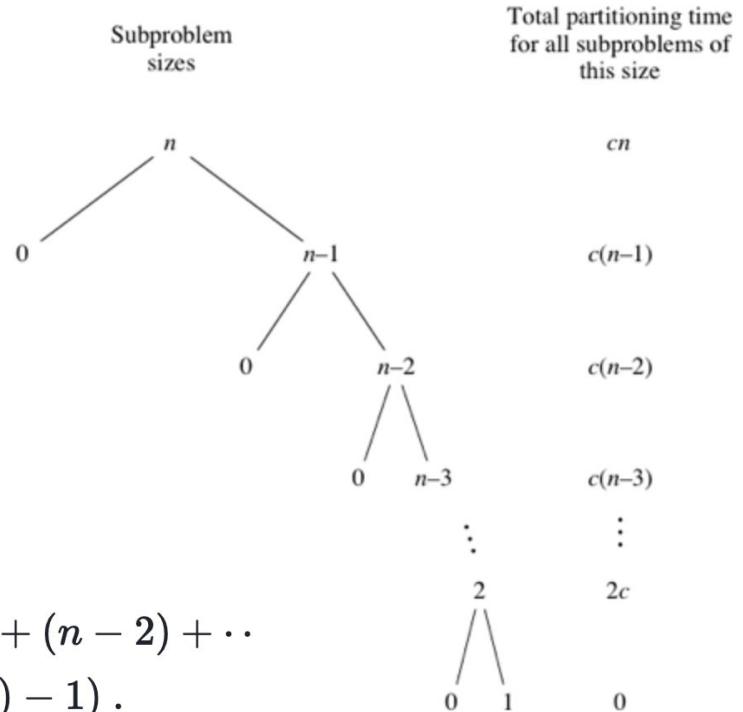 Subproblem
sizes
Total partitioning time
for all subproblems of
this size
n
cn
0
n–1
c(n–1)
0
n–2
c(n–2)
0
n–3
c(n–3)
⋱
⋮
2
2c
+ (n − 2) + ··
) − 1) .
0
1
0